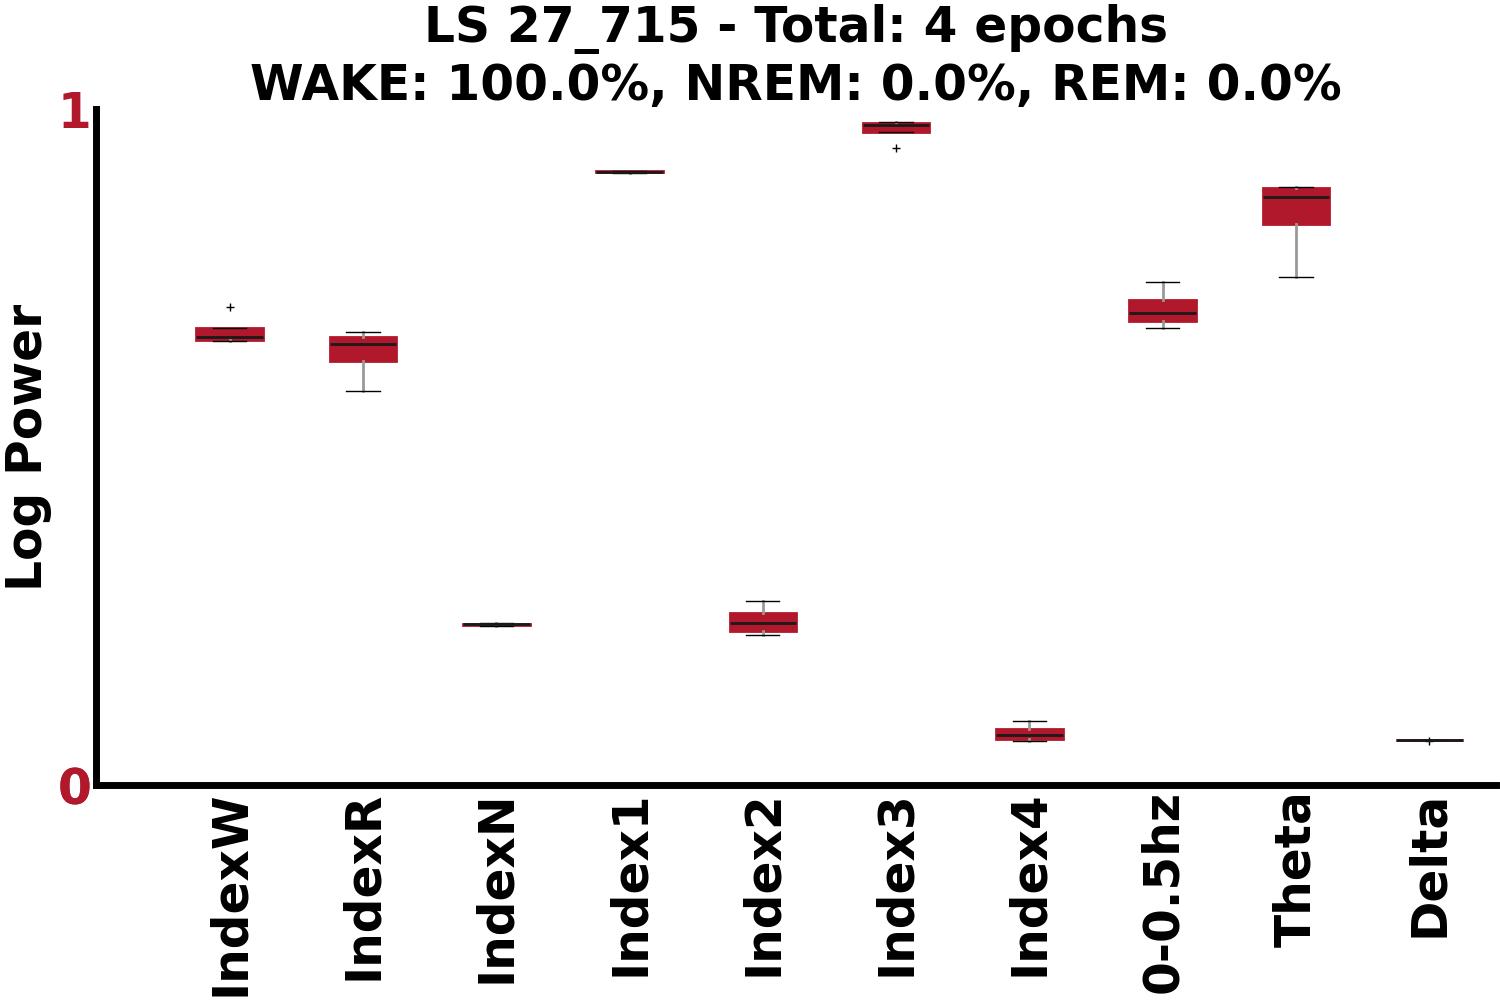 LS 27_715 - Total: 4 epochs
WAKE: 100.0%, NREM: 0.0%, REM: 0.0%
1
Log Power
0
IndexW
IndexR
IndexN
Index1
Index2
Index3
Index4
0-0.5hz
Theta
Delta